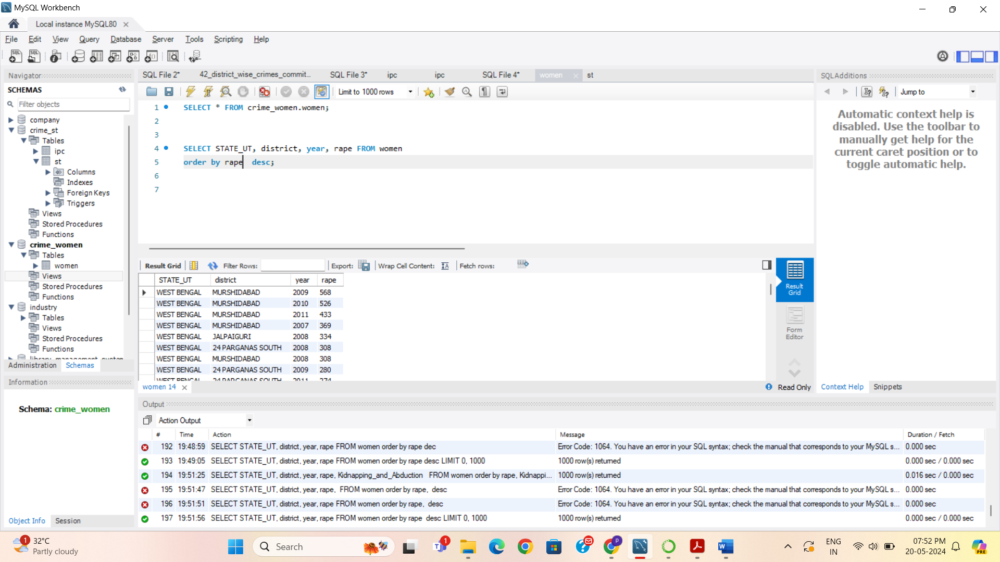 MySQL Workbench
Local instance MySQL80
File Edit View Query Database Server Tools Scripting Help
Navigator
SCHEMAS
Filter objects
company
crime_st
Tables
ipc
st
Columns
Indexes
Foreign Keys
Triggers
Views
Stored Procedures
Functions
crime_women
Tables
women
Views
Stored Procedures
Functions
industry
Tables
Views
Stored Procedures
Functions
library_management_system
Administration Schemas
Information
Schema: crime_women
Object Info Session
SQL File 2* 42_district_wise_crimes_commit... SQL File 3* ipc ipc SQL File 4* women st
Limit to 1000 rows
1 SELECT * FROM crime_women.women;
2
3
4 SELECT STATE_UT, district, year, rape FROM women
5 order by rape  desc;
6
7
Result Grid Filter Rows: Export: Wrap Cell Content: Fetch rows:
STATE_UT district year rape
WEST BENGAL MURSHIDABAD 2009 568
WEST BENGAL MURSHIDABAD 2010 526
WEST BENGAL MURSHIDABAD 2011 433
WEST BENGAL MURSHIDABAD 2007 369
WEST BENGAL JALPAIGURI 2008 334
WEST BENGAL 24 PARGANAS SOUTH 2008 308
WEST BENGAL MURSHIDABAD 2008 308
WEST BENGAL 24 PARGANAS SOUTH 2009 280
WEST BENGAL 24 PARGANAS SOUTH 2011 274
Result Grid
Form Editor
women 14
Read Only
SQLAdditions
Jump to
Automatic context help is
disabled. Use the toolbar to
manually get help for the
current caret position or to
toggle automatic help.
Context Help Snippets
Output
Action Output
# Time Action Message Duration / Fetch
192 19:48:59 SELECT STATE_UT, district, year, rape FROM women order by rape dec Error Code: 1064. You have an error in your SQL syntax; check the manual that corresponds to your MySQL s... 0.000 sec
193 19:49:05 SELECT STATE_UT, district, year, rape FROM women order by rape desc LIMIT 0, 1000 1000 row(s) returned 0.000 sec / 0.000 sec
194 19:51:25 SELECT STATE_UT, district, year, rape, Kidnapping_and_Abduction FROM women order by rape, Kidnappi... 1000 row(s) returned 0.016 sec / 0.000 sec
195 19:51:47 SELECT STATE_UT, district, year, rape, FROM women order by rape, desc Error Code: 1064. You have an error in your SQL syntax; check the manual that corresponds to your MySQL s... 0.000 sec
196 19:51:51 SELECT STATE_UT, district, year, rape FROM women order by rape, desc Error Code: 1064. You have an error in your SQL syntax; check the manual that corresponds to your MySQL s... 0.000 sec
197 19:51:56 SELECT STATE_UT, district, year, rape FROM women order by rape desc LIMIT 0, 1000 1000 row(s) returned 0.000 sec / 0.000 sec
1 32°C
Partly cloudy
Search
1
P
PRE
ENG
IN
07:52 PM
20-05-2024